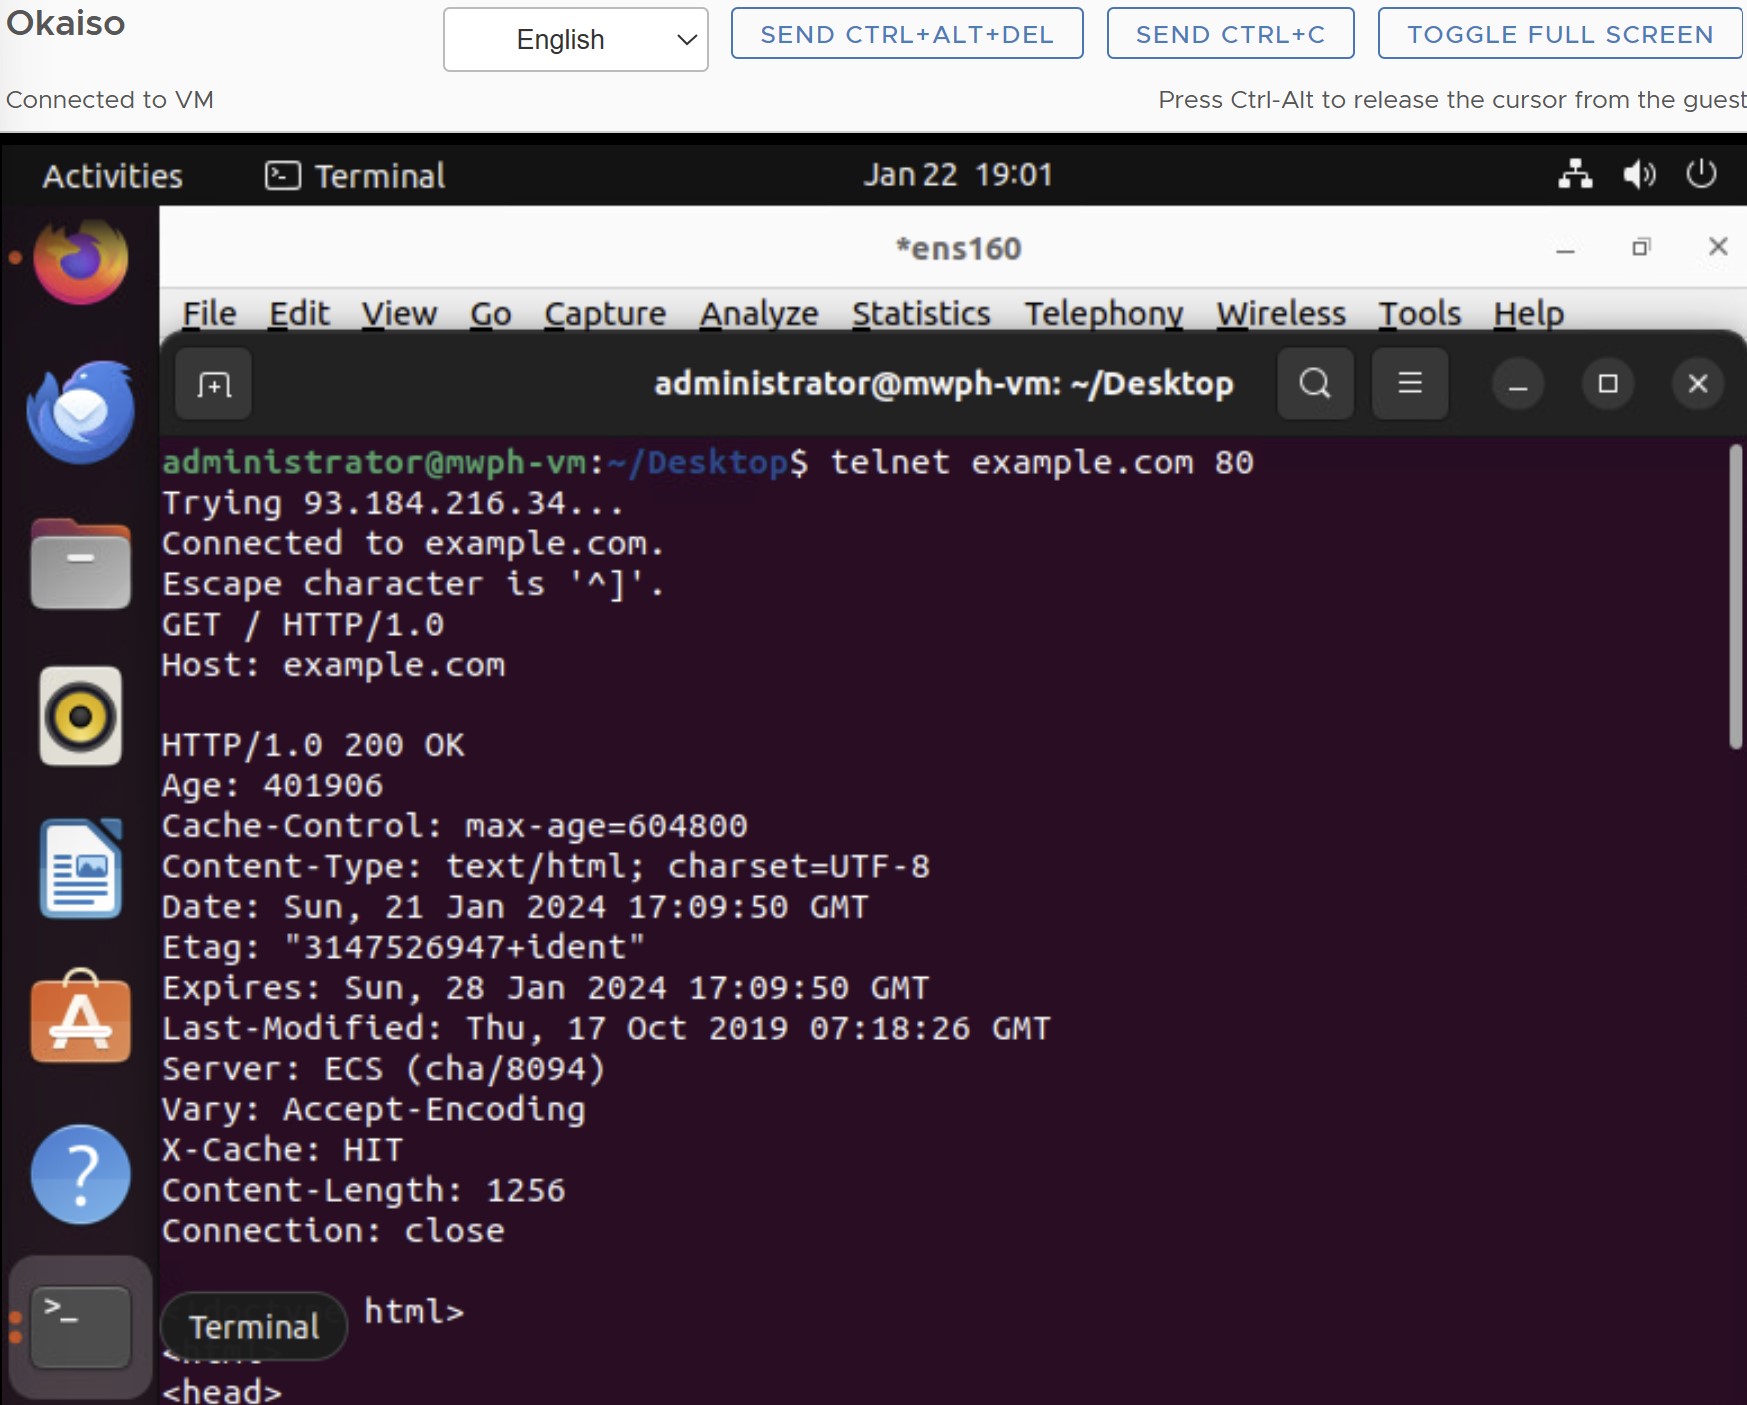 Okaiso
English
SEND CTRL+ALT+DEL
SEND CTRL+C
TOGGLE FULL SCREEN
Connected to VM
Press Ctrl-Alt to release the cursor from the guest
Activities
Terminal
Jan 22 19:01
*ens160
File Edit View Go Capture Analyze Statistics Telephony Wireless Tools Help
administrator@mwph-vm: ~/Desktop
administrator@mwph-vm:~/Desktop$ telnet example.com 80
Trying 93.184.216.34...
Connected to example.com.
Escape character is '^]'.
GET / HTTP/1.0
Host: example.com
HTTP/1.0 200 OK
Age: 401906
Cache-Control: max-age=604800
Content-Type: text/html; charset=UTF-8
Date: Sun, 21 Jan 2024 17:09:50 GMT
Etag: "3147526947+ident"
Expires: Sun, 28 Jan 2024 17:09:50 GMT
Last-Modified: Thu, 17 Oct 2019 07:18:26 GMT
Server: ECS (cha/8094)
Vary: Accept-Encoding
X-Cache: HIT
Content-Length: 1256
Connection: close
html>
Terminal
<head>